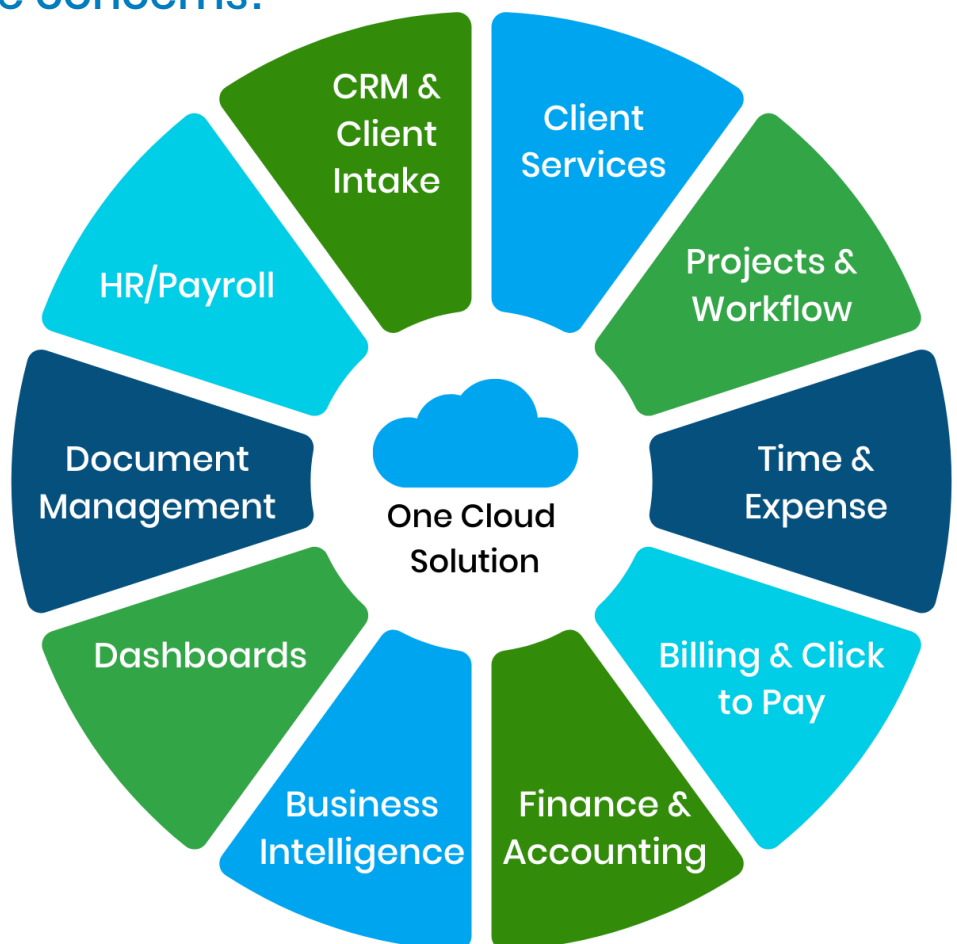 e concerns.
CRM &
Client
Intake
Client
Services
Projects &
Workflow
Time &
Expense
Billing & Click
to Pay
Finance &
Accounting
Business
Intelligence
Dashboards
Document
Management
HR/Payroll
One Cloud
Solution